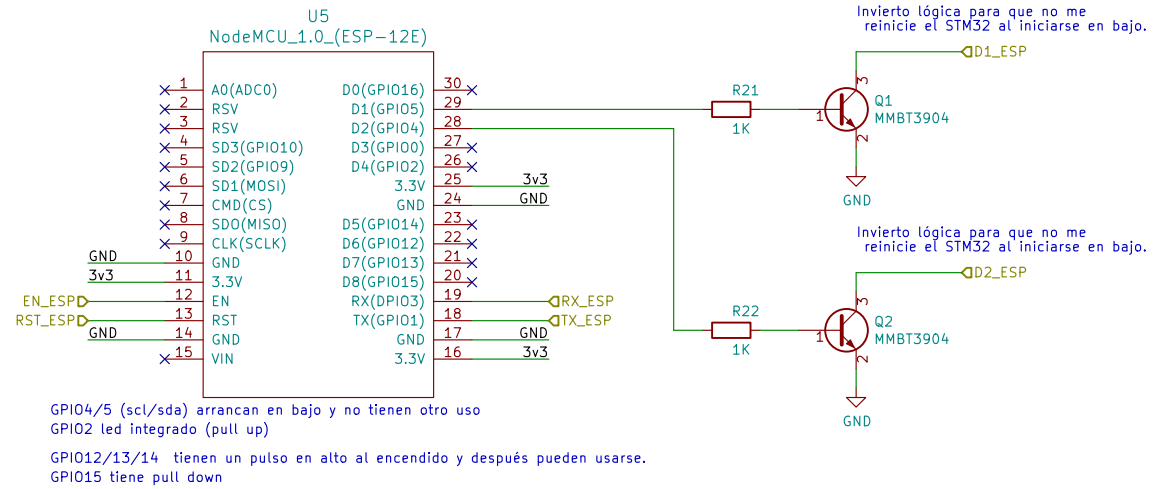 U5
NodeMCU_1.0_(ESP-12E)
1 A0(ADC0)
2 RSV
3 RSV
4 SD3(GPIO10)
5 SD2(GPIO9)
6 SD1(MOSI)
7 CMD(CS)
8 SDO(MISO)
9 CLK(SCLK)
GND 10 GND
3v3 11 3.3V
EN_ESP 12 EN
RST_ESP 13 RST
GND 14 GND
15 VIN
D0(GPIO16) 30
D1(GPIO5) 29
D2(GPIO4) 28
D3(GPIO0) 27
D4(GPIO2) 26
3.3V 25 3v3
GND 24 GND
D5(GPIO14) 23
D6(GPIO12) 22
D7(GPIO13) 21
D8(GPIO15) 20
RX(DPIO3) 19 RX_ESP
TX(GPIO1) 18 TX_ESP
GND 17 GND
3.3V 16 3v3
Invierto lógica para que no me
reinicie el STM32 al iniciarse en bajo.
D1_ESP
R21
1K
1
3
2
Q1
MMBT3904
GND
Invierto lógica para que no me
reinicie el STM32 al iniciarse en bajo.
D2_ESP
R22
1K
1
3
2
Q2
MMBT3904
GND
GPIO4/5 (scl/sda) arrancan en bajo y no tienen otro uso
GPIO2 led integrado (pull up)
GPIO12/13/14 tienen un pulso en alto al encendido y después pueden usarse.
GPIO15 tiene pull down